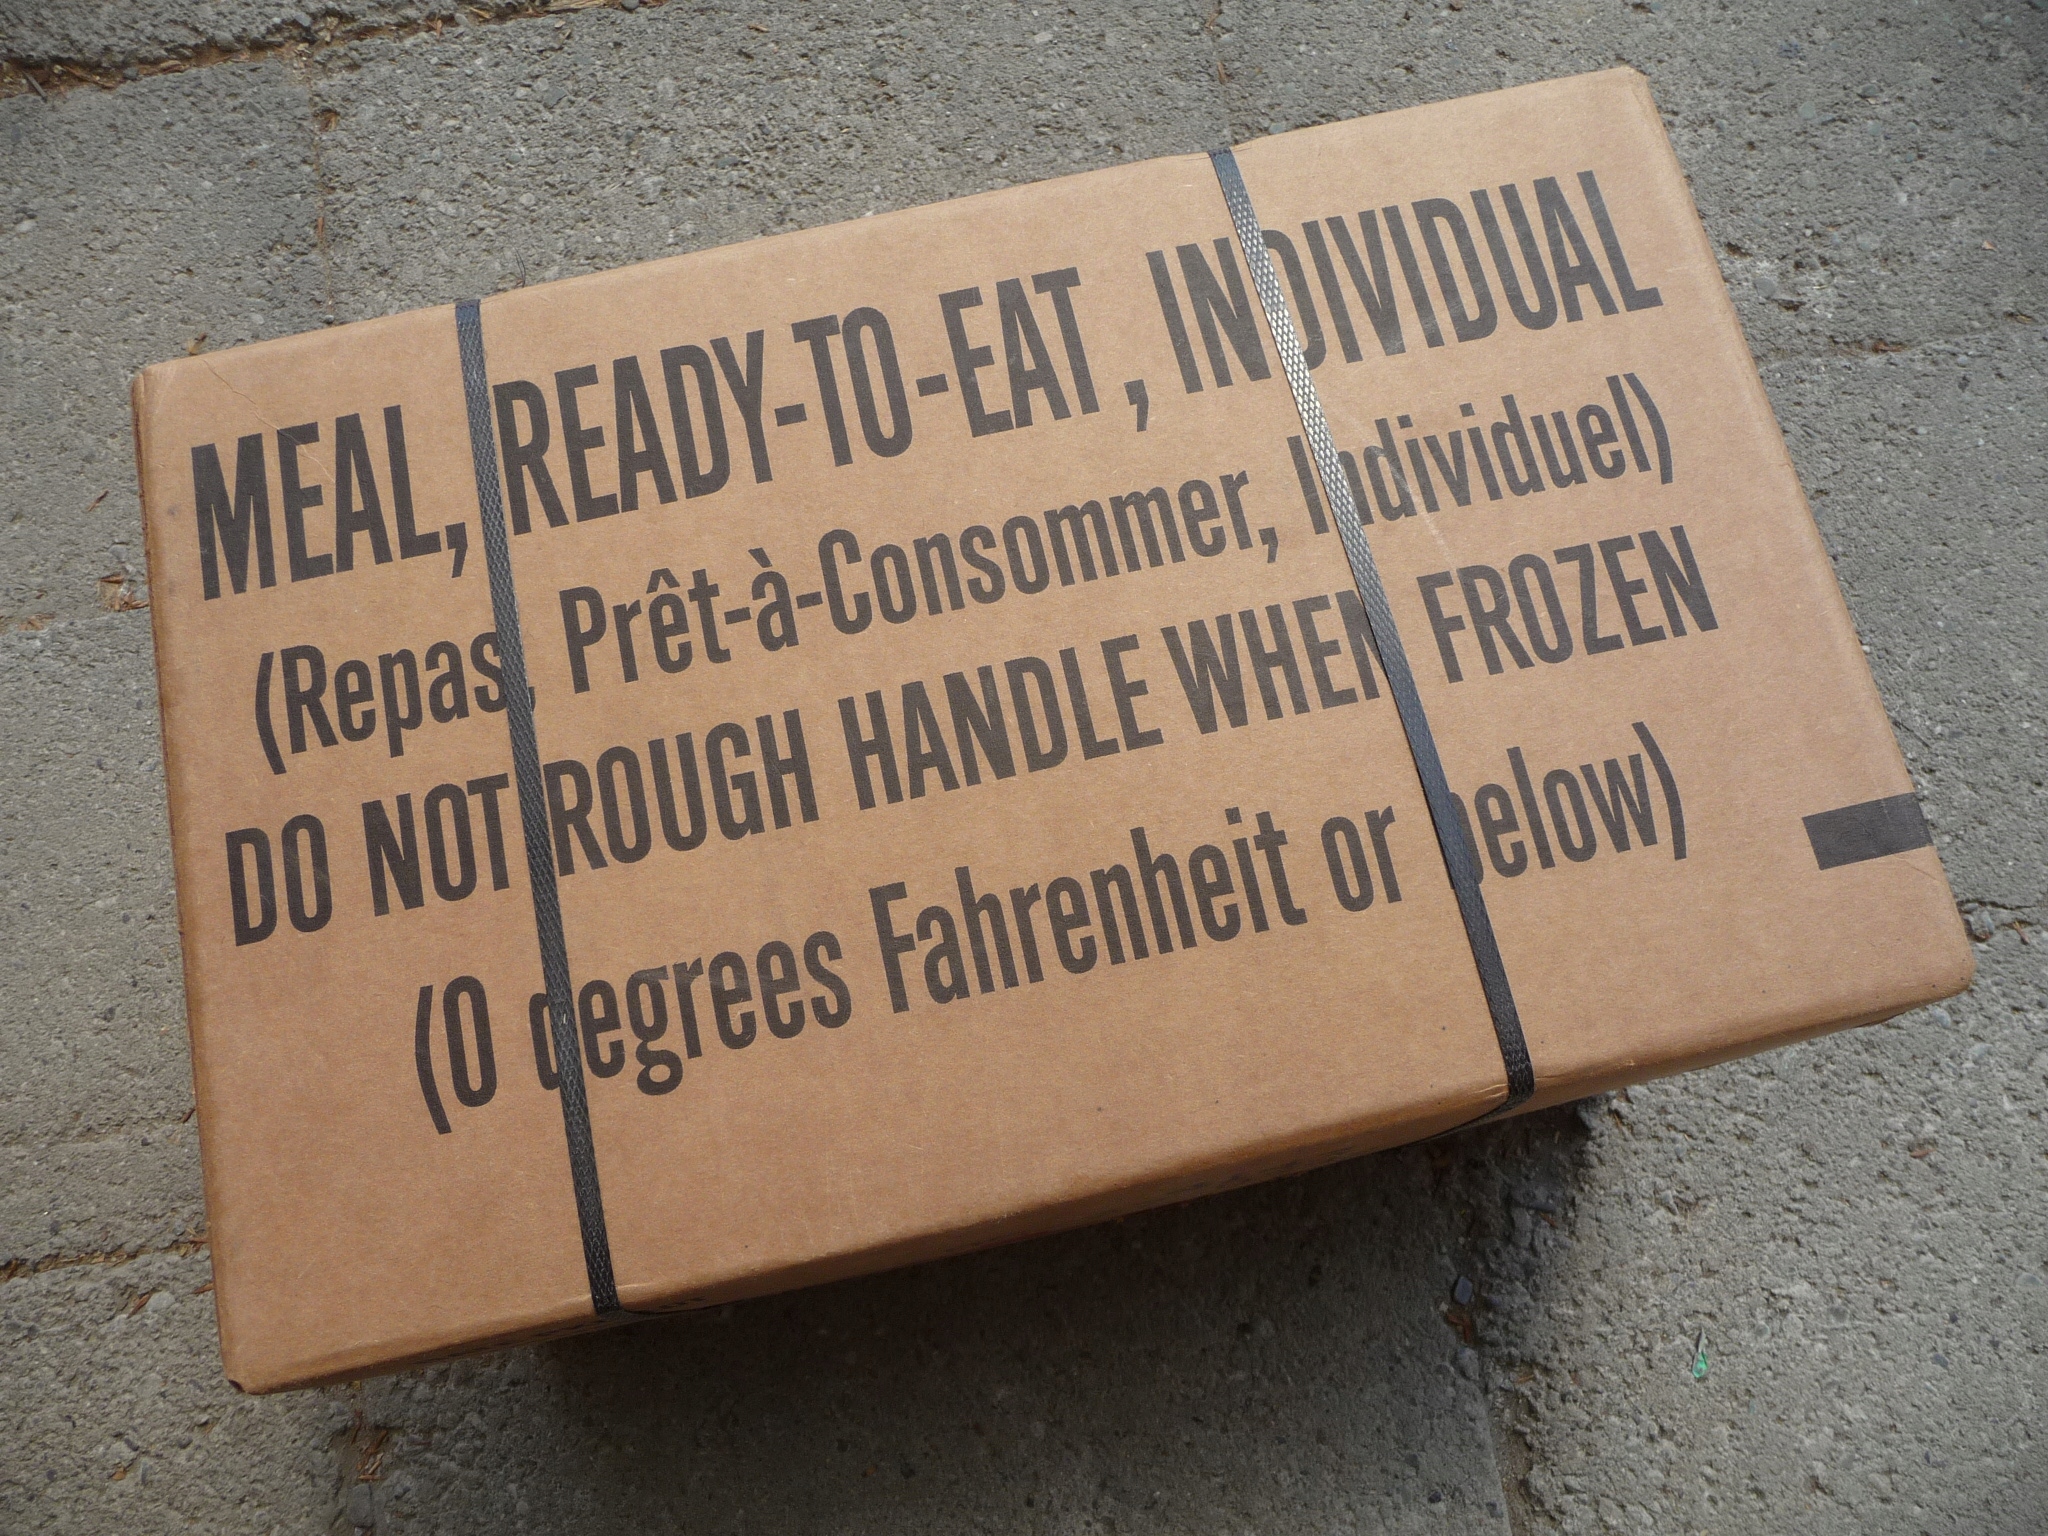 MEAL, READY-TO-EAT, INDIVIDUAL
(Repas, Prêt-à-Consommer, Individuel)
DO NOT ROUGH HANDLE WHEN FROZEN
(0 degrees Fahrenheit or below)